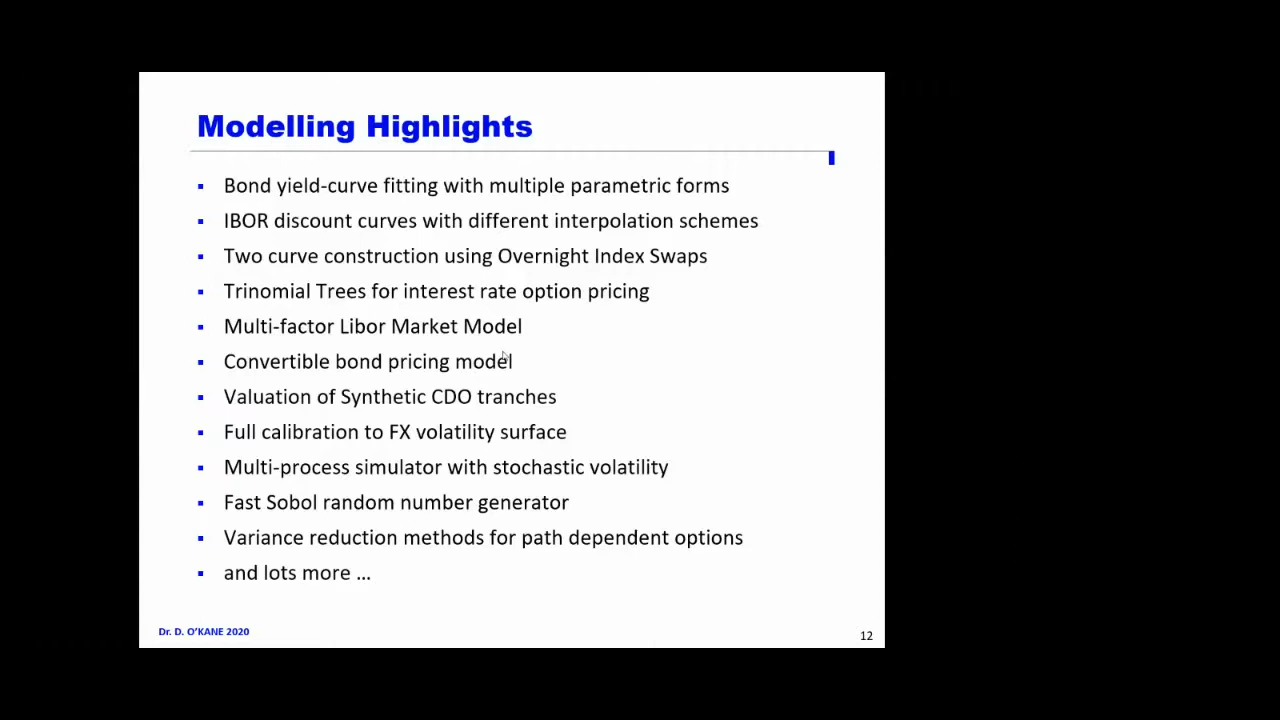 Modelling Highlights
▪ Bond yield-curve fitting with multiple parametric forms
▪ IBOR discount curves with different interpolation schemes
▪ Two curve construction using Overnight Index Swaps
▪ Trinomial Trees for interest rate option pricing
▪ Multi-factor Libor Market Model
▪ Convertible bond pricing model
▪ Valuation of Synthetic CDO tranches
▪ Full calibration to FX volatility surface
▪ Multi-process simulator with stochastic volatility
▪ Fast Sobol random number generator
▪ Variance reduction methods for path dependent options
▪ and lots more ...
Dr. D. O'KANE 2020
12